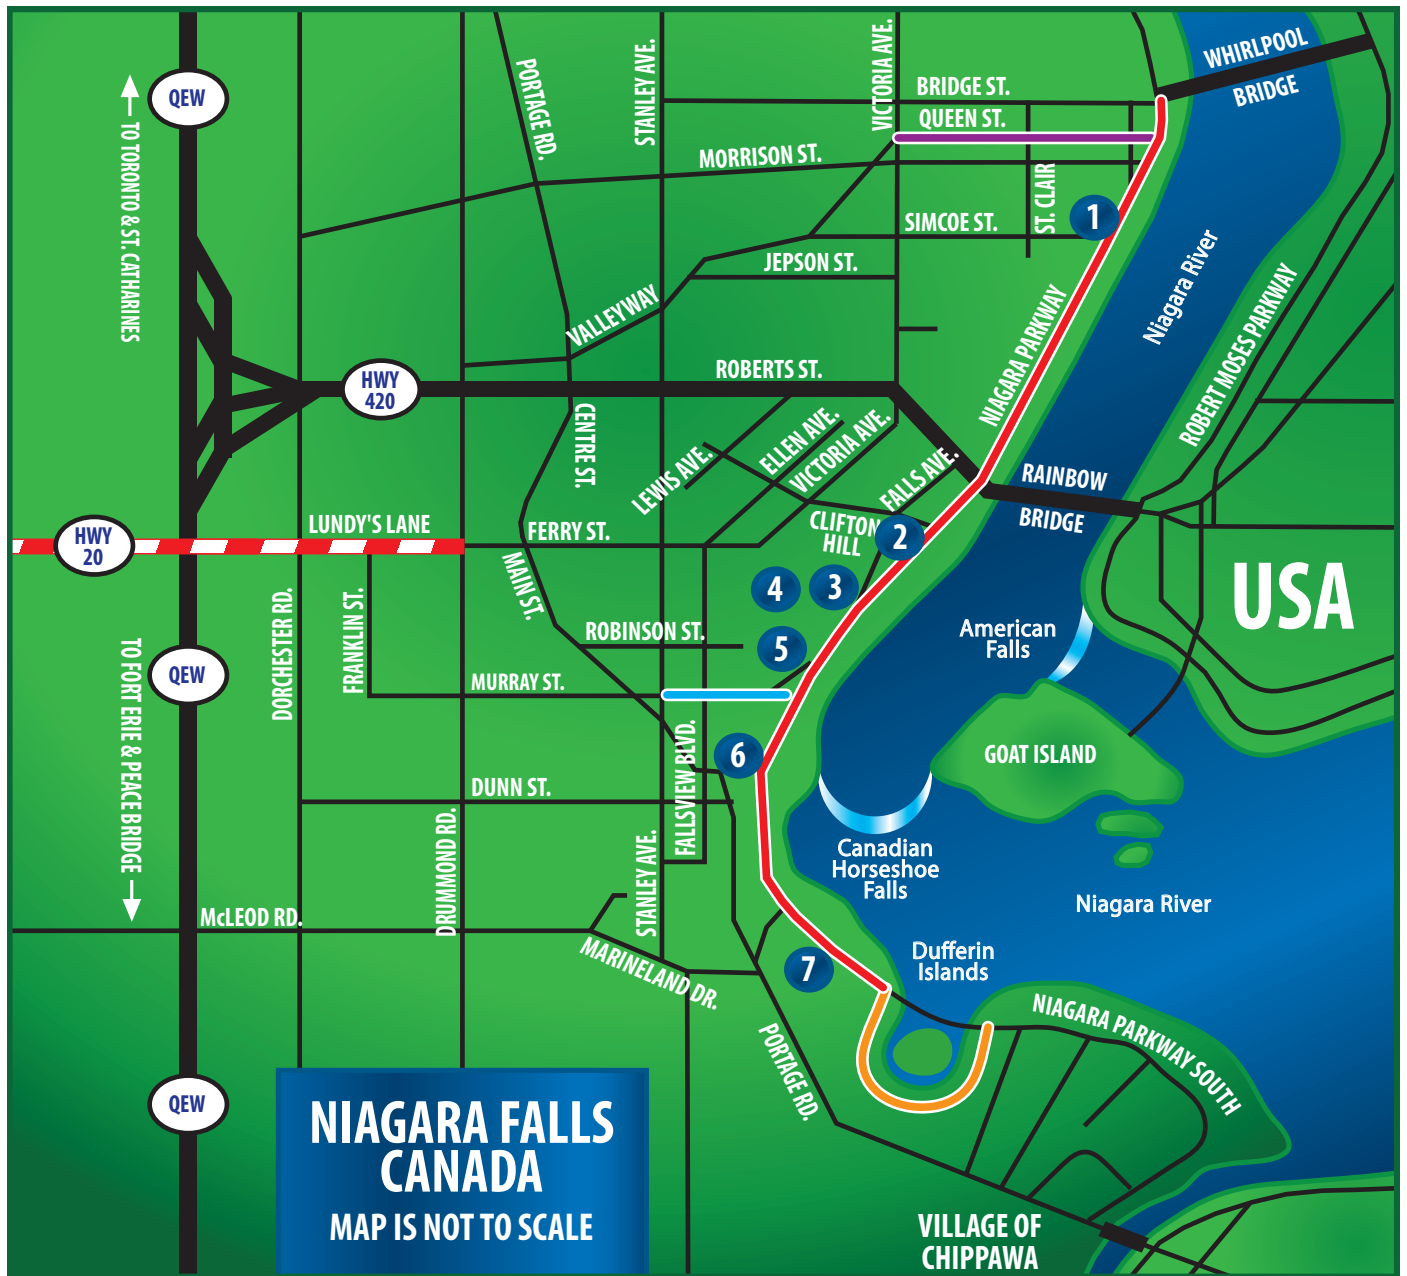 WHIRLPOOL
BRIDGE
QEW
TO TORONTO & ST. CATHARINES
PORTAGE RD.
STANLEY AVE.
VICTORIA AVE.
BRIDGE ST.
QUEEN ST.
MORRISON ST.
ST. CLAIR
1
SIMCOE ST.
JEPSON ST.
Niagara River
VALLEYWAY
NIAGARA PARKWAY
ROBERT MOSES PARKWAY
HWY
420
ROBERTS ST.
CENTRE ST.
LEWIS AVE.
ELLEN AVE.
VICTORIA AVE.
FALLS AVE.
RAINBOW
BRIDGE
HWY
20
LUNDY'S LANE
FERRY ST.
CLIFTON
HILL
2
MAIN ST.
4
3
USA
DORCHESTER RD.
FRANKLIN ST.
ROBINSON ST.
5
American
Falls
QEW
TO FORT ERIE & PEACE BRIDGE
MURRAY ST.
FALLSVIEW BLVD.
6
GOAT ISLAND
DUNN ST.
DRUMMOND RD.
STANLEY AVE.
Canadian
Horseshoe
Falls
Niagara River
McLEOD RD.
MARINELAND DR.
7
Dufferin
Islands
PORTAGE RD.
NIAGARA PARKWAY SOUTH
QEW
NIAGARA FALLS
CANADA
MAP IS NOT TO SCALE
VILLAGE OF
CHIPPAWA